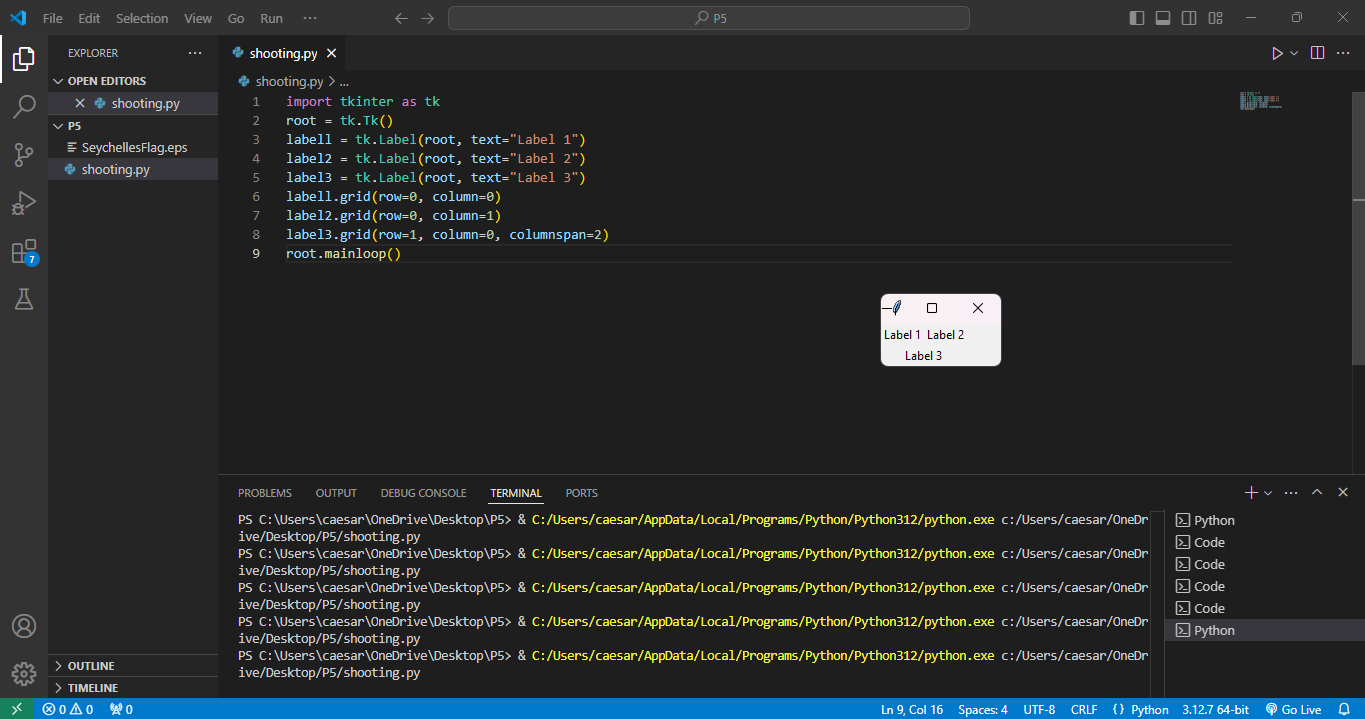 File Edit Selection View Go Run ···
P5
EXPLORER ···
OPEN EDITORS
shooting.py
P5
SeychellesFlag.eps
shooting.py
OUTLINE
TIMELINE
7
shooting.py
shooting.py > ...
1 import tkinter as tk
2 root = tk.Tk()
3 labell = tk.Label(root, text="Label 1")
4 label2 = tk.Label(root, text="Label 2")
5 label3 = tk.Label(root, text="Label 3")
6 labell.grid(row=0, column=0)
7 label2.grid(row=0, column=1)
8 label3.grid(row=1, column=0, columnspan=2)
9 root.mainloop()
Label 1 Label 2
Label 3
PROBLEMS OUTPUT DEBUG CONSOLE TERMINAL PORTS
PS C:\Users\caesar\OneDrive\Desktop\P5> & C:/Users/caesar/AppData/Local/Programs/Python/Python312/python.exe c:/Users/caesar/OneDr
ive/Desktop/P5/shooting.py
PS C:\Users\caesar\OneDrive\Desktop\P5> & C:/Users/caesar/AppData/Local/Programs/Python/Python312/python.exe c:/Users/caesar/OneDr
ive/Desktop/P5/shooting.py
PS C:\Users\caesar\OneDrive\Desktop\P5> & C:/Users/caesar/AppData/Local/Programs/Python/Python312/python.exe c:/Users/caesar/OneDr
ive/Desktop/P5/shooting.py
PS C:\Users\caesar\OneDrive\Desktop\P5> & C:/Users/caesar/AppData/Local/Programs/Python/Python312/python.exe c:/Users/caesar/OneDr
ive/Desktop/P5/shooting.py
PS C:\Users\caesar\OneDrive\Desktop\P5> & C:/Users/caesar/AppData/Local/Programs/Python/Python312/python.exe c:/Users/caesar/OneDr
ive/Desktop/P5/shooting.py
Python
Code
Code
Code
Code
Python
0 0 0 Ln 9, Col 16 Spaces: 4 UTF-8 CRLF {} Python 3.12.7 64-bit Go Live